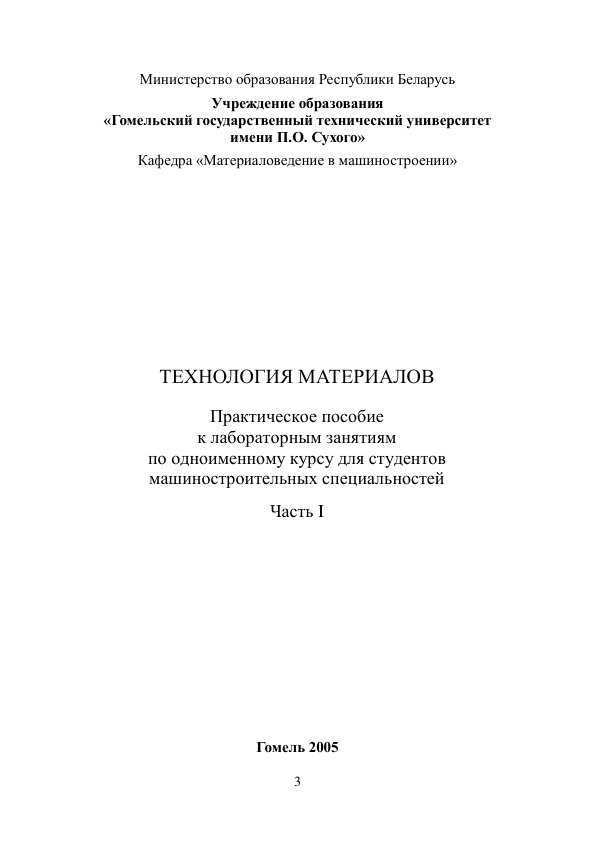 Министерство образования Республики Беларусь
Учреждение образования
«Гомельский государственный технический университет
имени П.О. Сухого»
Кафедра «Материаловедение в машиностроении»
ТЕХНОЛОГИЯ МАТЕРИАЛОВ
Практическое пособие
к лабораторным занятиям
по одноименному курсу для студентов
машиностроительных специальностей
Часть I
Гомель 2005
3